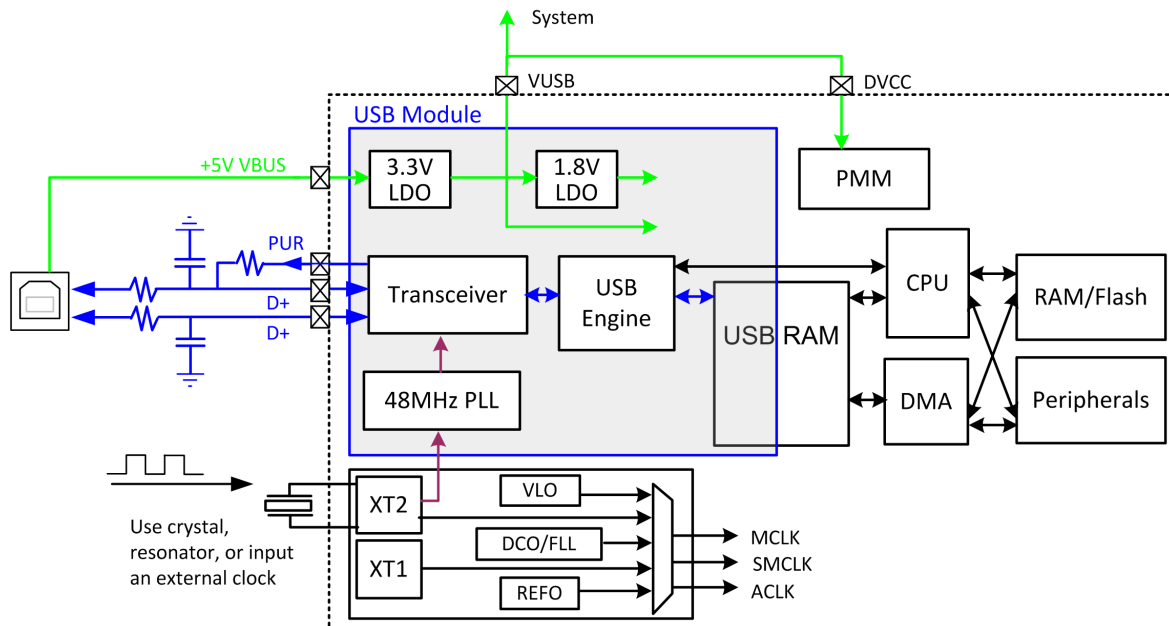 System
VUSB
DVCC
USB Module
+5V VBUS
3.3V
LDO
1.8V
LDO
PMM
PUR
D+
D+
Transceiver
USB
Engine
USB RAM
CPU
RAM/Flash
48MHz PLL
DMA
Peripherals
Use crystal,
resonator, or input
an external clock
XT2
XT1
VLO
DCO/FLL
REFO
MCLK
SMCLK
ACLK